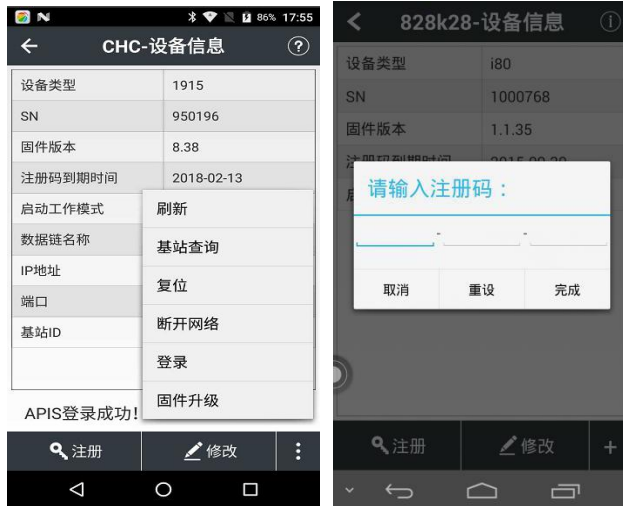 86% 17:55
CHC-设备信息
设备类型 1915
SN 950196
固件版本 8.38
注册码到期时间 2018-02-13
启动工作模式
数据链名称
IP地址
端口
基站ID
刷新
基站查询
复位
断开网络
登录
固件升级
APIS登录成功!
注册 修改
828k28-设备信息
设备类型 i80
SN 1000768
固件版本 1.1.35
请输入注册码：
- -
取消 重设 完成
注册 修改 +